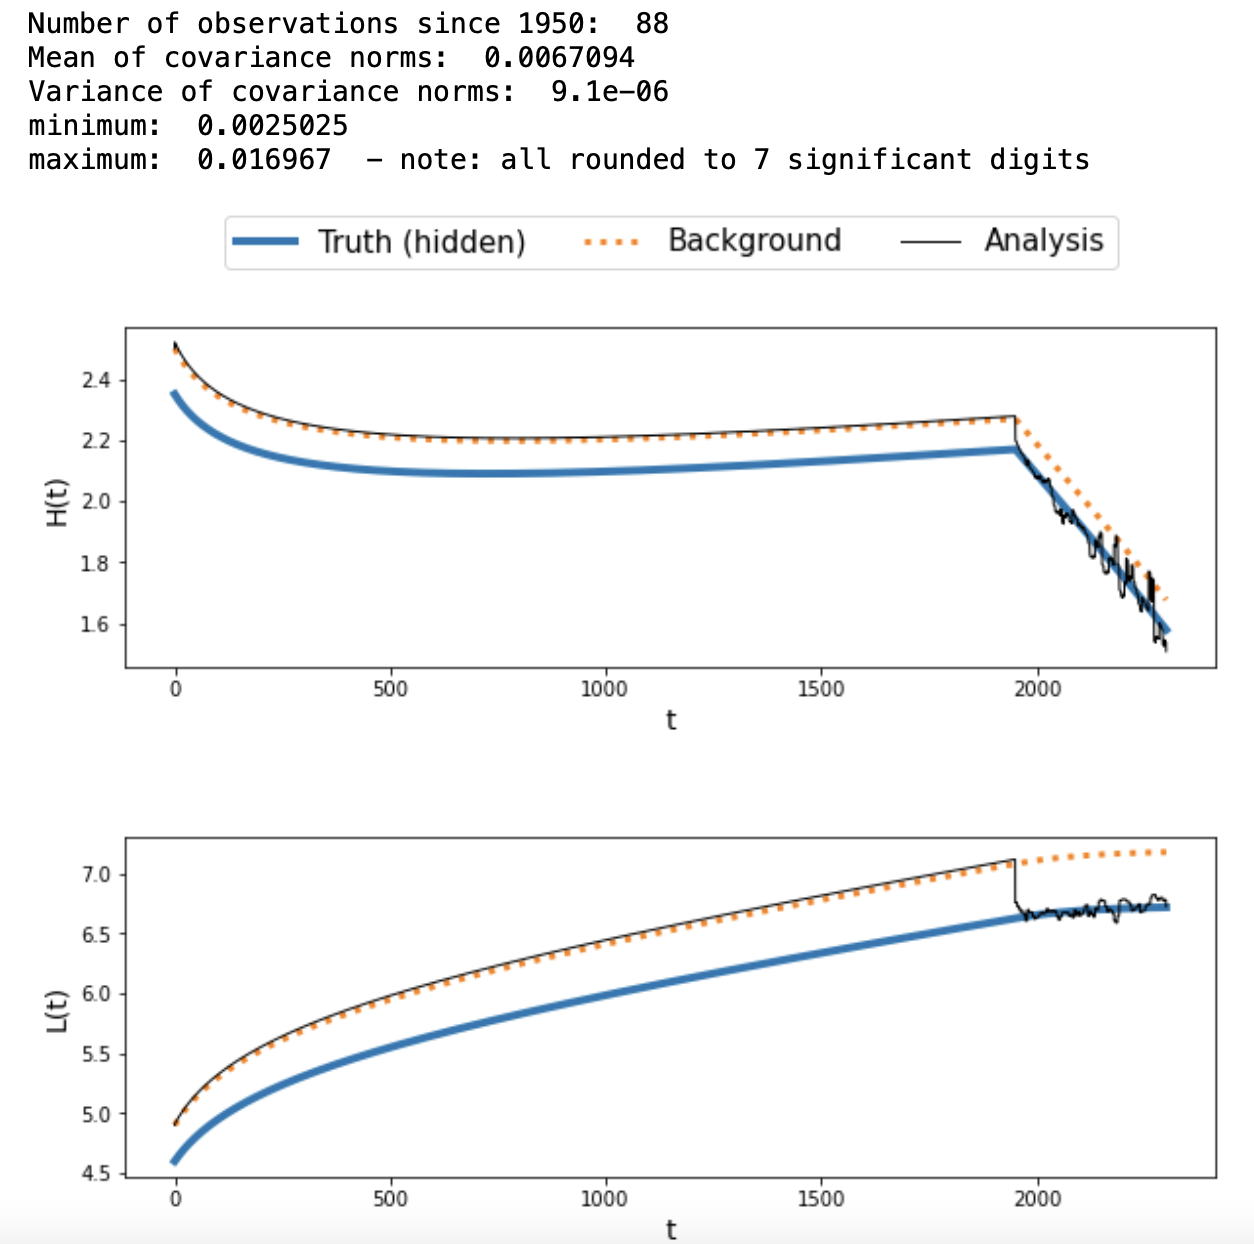 Number of observations since 1950:  88
Mean of covariance norms:  0.0067094
Variance of covariance norms:  9.1e-06
minimum:  0.0025025
maximum:  0.016967  - note: all rounded to 7 significant digits
Truth (hidden) Background Analysis
2.4
2.2
2.0
1.8
1.6
H(t)
0 500 1000 1500 2000
t
7.0
6.5
6.0
5.5
5.0
4.5
L(t)
0 500 1000 1500 2000
t